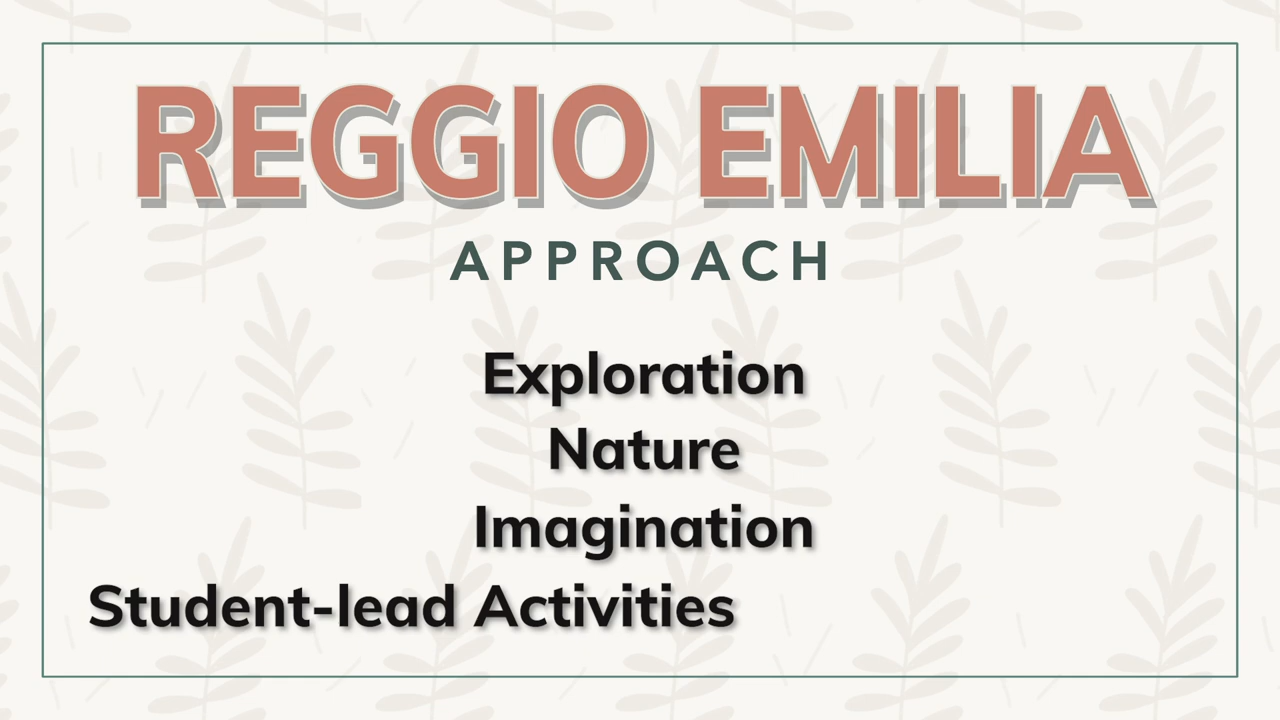 REGGIO EMILIA
APPROACH
Exploration
Nature
Imagination
Student-lead Activities